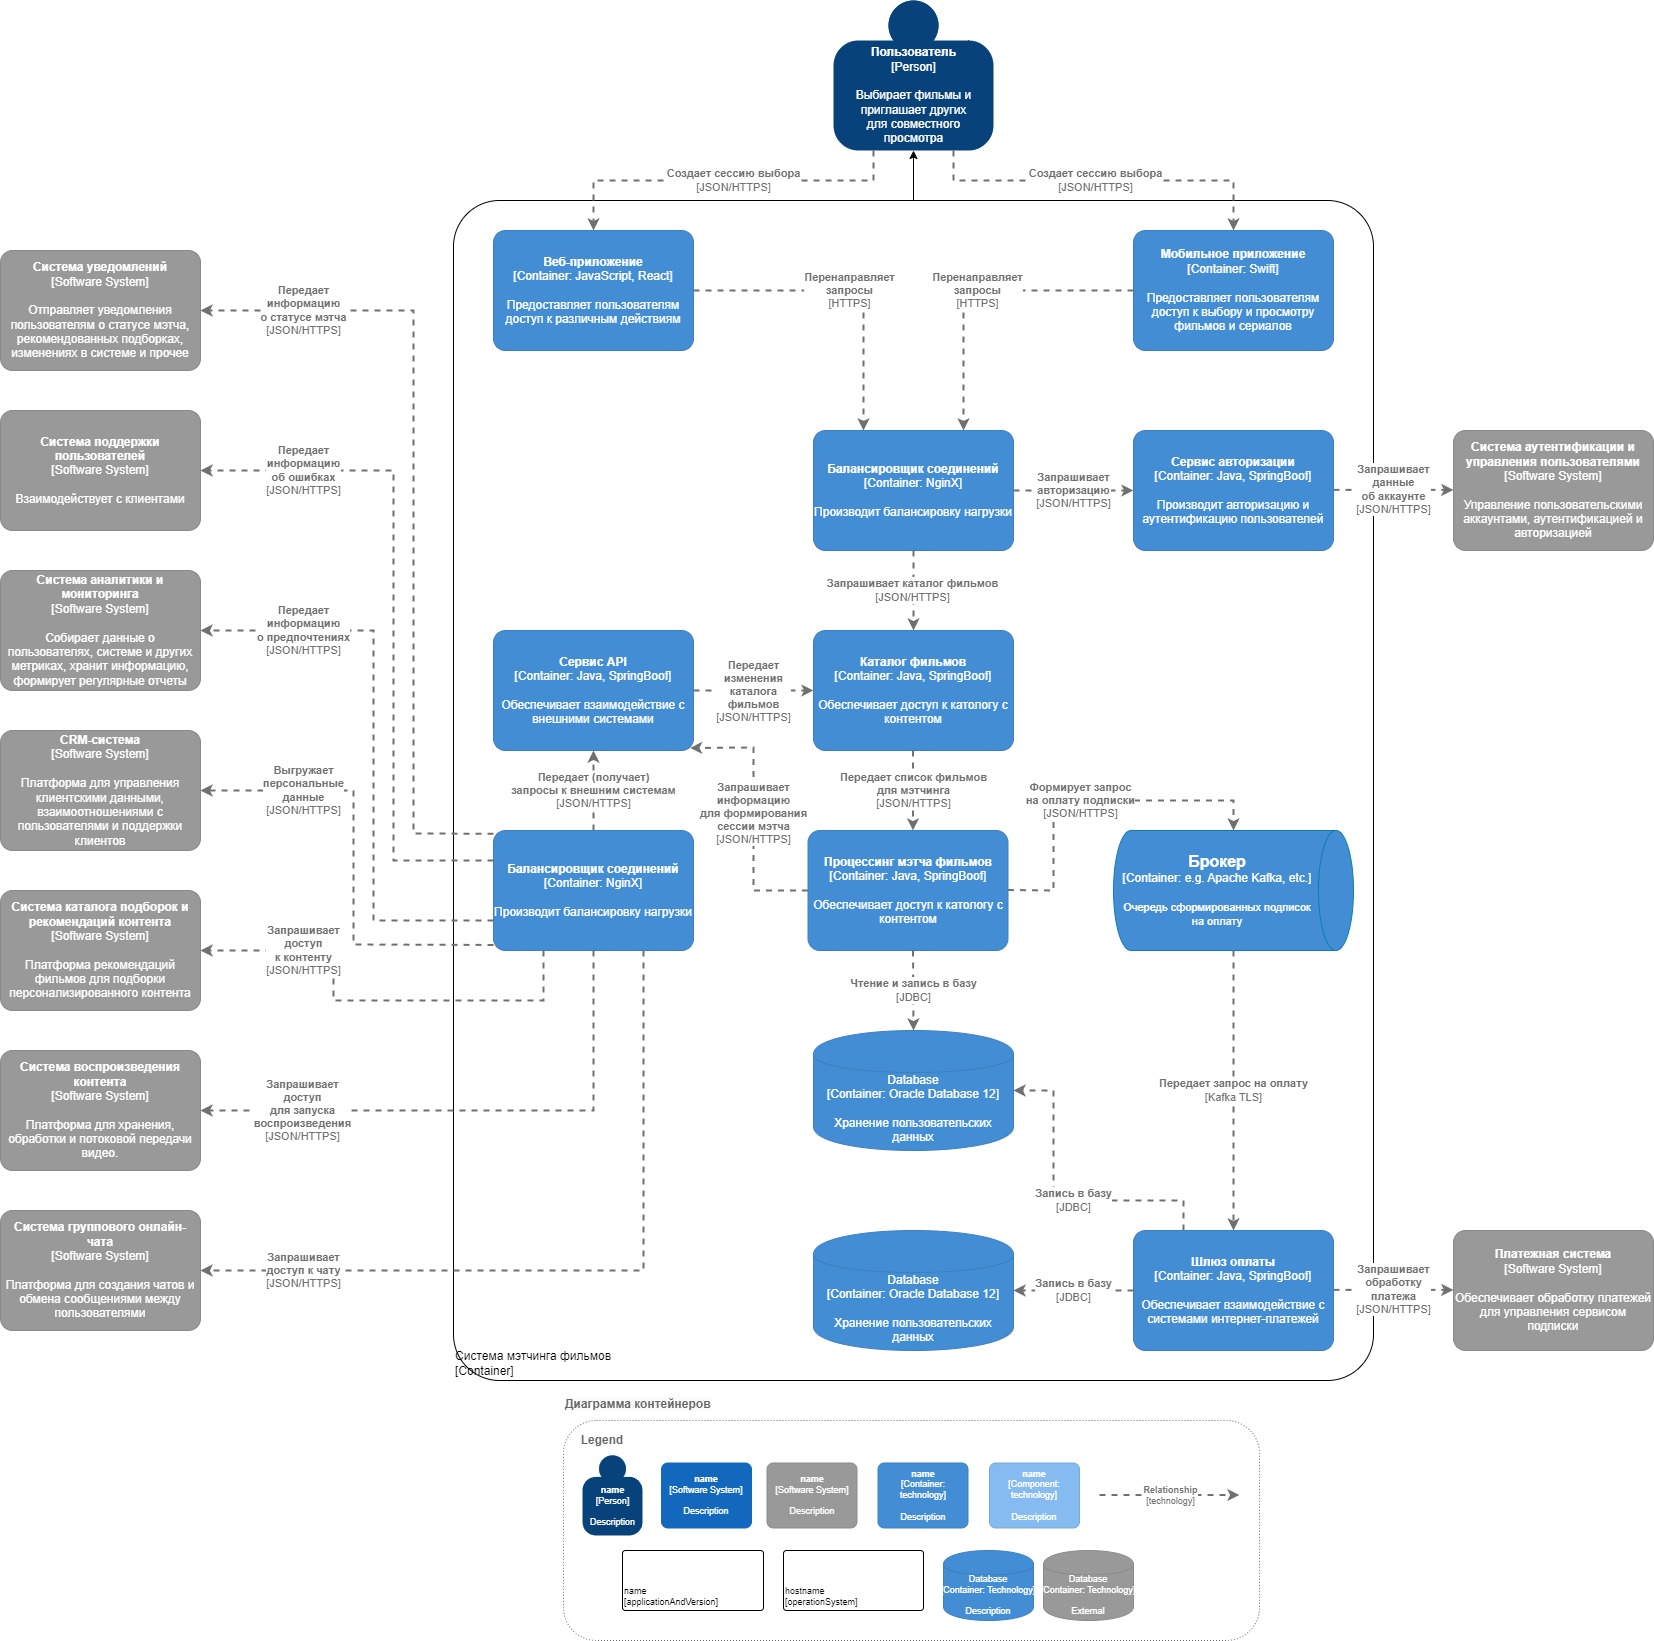 Пользователь
[Person]
Выбирает фильмы и
приглашает других
для совместного
просмотра
Создает сессию выбора
[JSON/HTTPS]
Создает сессию выбора
[JSON/HTTPS]
Веб-приложение
[Container: JavaScript, React]
Предоставляет пользователям
доступ к различным действиям
Перенаправляет
запросы
[HTTPS]
Перенаправляет
запросы
[HTTPS]
Мобильное приложение
[Container: Swift]
Предоставляет пользователям
доступ к выбору и просмотру
фильмов и сериалов
Система уведомлений
[Software System]
Отправляет уведомления
пользователям о статусе мэтча,
рекомендованных подборках,
изменениях в системе и прочее
Передает
информацию
о статусе мэтча
[JSON/HTTPS]
Система поддержки
пользователей
[Software System]
Взаимодействует с клиентами
Передает
информацию
об ошибках
[JSON/HTTPS]
Балансировщик соединений
[Container: NginX]
Производит балансировку нагрузки
Запрашивает
авторизацию
[JSON/HTTPS]
Сервис авторизации
[Container: Java, SpringBoof]
Производит авторизацию и
аутентификацию пользователей
Запрашивает
данные
об аккаунте
[JSON/HTTPS]
Система аутентификации и
управления пользователями
[Software System]
Управление пользовательскими
аккаунтами, аутентификацией и
авторизацией
Запрашивает каталог фильмов
[JSON/HTTPS]
Система аналитики и
мониторинга
[Software System]
Собирает данные о
пользователях, системе и других
метриках, хранит информацию,
формирует регулярные отчеты
Передает
информацию
о предпочтениях
[JSON/HTTPS]
Сервис API
[Container: Java, SpringBoof]
Обеспечивает взаимодействие с
внешними системами
Передает
изменения
каталога
фильмов
[JSON/HTTPS]
Каталог фильмов
[Container: Java, SpringBoof]
Обеспечивает доступ к катологу с
контентом
CRM-система
[Software System]
Платформа для управления
клиентскими данными,
взаимоотношениями с
пользователями и поддержки
клиентов
Выгружает
персональные
данные
[JSON/HTTPS]
Передает (получает)
запросы к внешним системам
[JSON/HTTPS]
Запрашивает
информацию
для формирования
сессии мэтча
[JSON/HTTPS]
Передает список фильмов
для мэтчинга
[JSON/HTTPS]
Формирует запрос
на оплату подписки
[JSON/HTTPS]
Балансировщик соединений
[Container: NginX]
Производит балансировку нагрузки
Процессинг мэтча фильмов
[Container: Java, SpringBoof]
Обеспечивает доступ к катологу с
контентом
Брокер
[Container: e.g. Apache Kafka, etc.]
Очередь сформированных подписок
на оплату
Система каталога подборок и
рекомендаций контента
[Software System]
Платформа рекомендаций
фильмов для подборки
персонализированного контента
Запрашивает
доступ
к контенту
[JSON/HTTPS]
Чтение и запись в базу
[JDBC]
Система воспроизведения
контента
[Software System]
Платформа для хранения,
обработки и потоковой передачи
видео.
Запрашивает
доступ
для запуска
воспроизведения
[JSON/HTTPS]
Database
[Container: Oracle Database 12]
Хранение пользовательских
данных
Передает запрос на оплату
[Kafka TLS]
Запись в базу
[JDBC]
Система группового онлайн-
чата
[Software System]
Платформа для создания чатов и
обмена сообщениями между
пользователями
Запрашивает
доступ к чату
[JSON/HTTPS]
Database
[Container: Oracle Database 12]
Хранение пользовательских
данных
Запись в базу
[JDBC]
Шлюз оплаты
[Container: Java, SpringBoof]
Обеспечивает взаимодействие с
системами интернет-платежей
Запрашивает
обработку
платежа
[JSON/HTTPS]
Платежная система
[Software System]
Обеспечивает обработку платежей
для управления сервисом
подписки
Система мэтчинга фильмов
[Container]
Диаграмма контейнеров
Legend
name
[Person]
Description
name
[Software System]
Description
name
[Software System]
Description
name
[Container:
technology]
Description
name
[Component:
technology]
Description
Relationship
[technology]
name
[applicationAndVersion]
hostname
[operationSystem]
Database
Container: Technology]
Description
Database
Container: Technology]
External